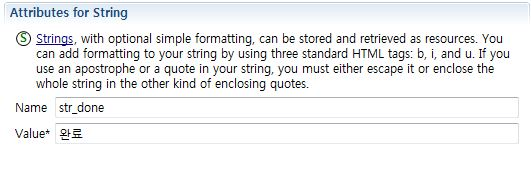 Attributes for String
S Strings, with optional simple formatting, can be stored and retrieved as resources. You
can add formatting to your string by using three standard HTML tags: b, i, and u. If you
use an apostrophe or a quote in your string, you must either escape it or enclose the
whole string in the other kind of enclosing quotes.
Name str_done
Value* 완료